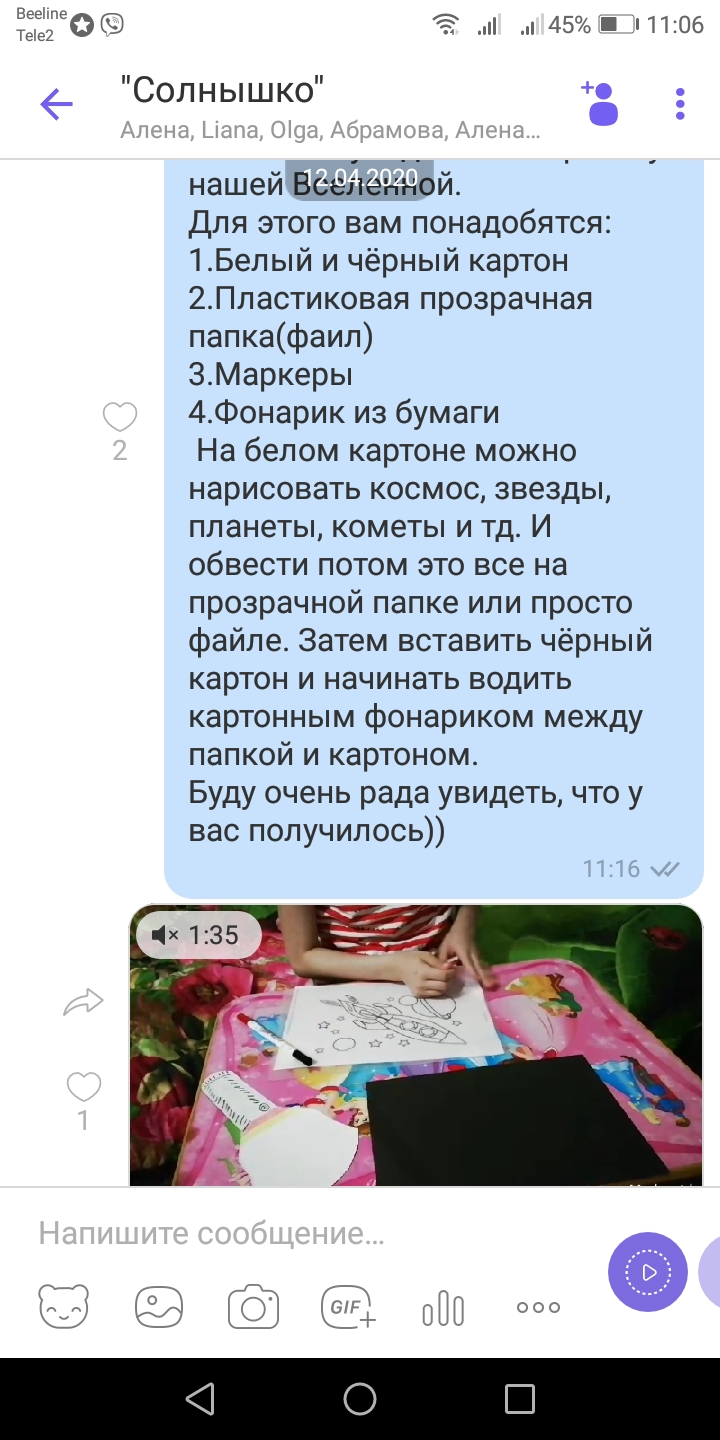 Beeline
Tele2
45%
11:06
"Солнышко"
Алена, Liana, Olga, Абрамова, Алена...
12.04.2020
нашей Вселенной.
Для этого вам понадобятся:
1.Белый и чёрный картон
2.Пластиковая прозрачная
папка(фаил)
3.Маркеры
4.Фонарик из бумаги
На белом картоне можно
нарисовать космос, звезды,
планеты, кометы и тд. И
обвести потом это все на
прозрачной папке или просто
файле. Затем вставить чёрный
картон и начинать водить
картонным фонариком между
папкой и картоном.
Буду очень рада увидеть, что у
вас получилось))
2
11:16
1:35
1
Напишите сообщение...
GIF